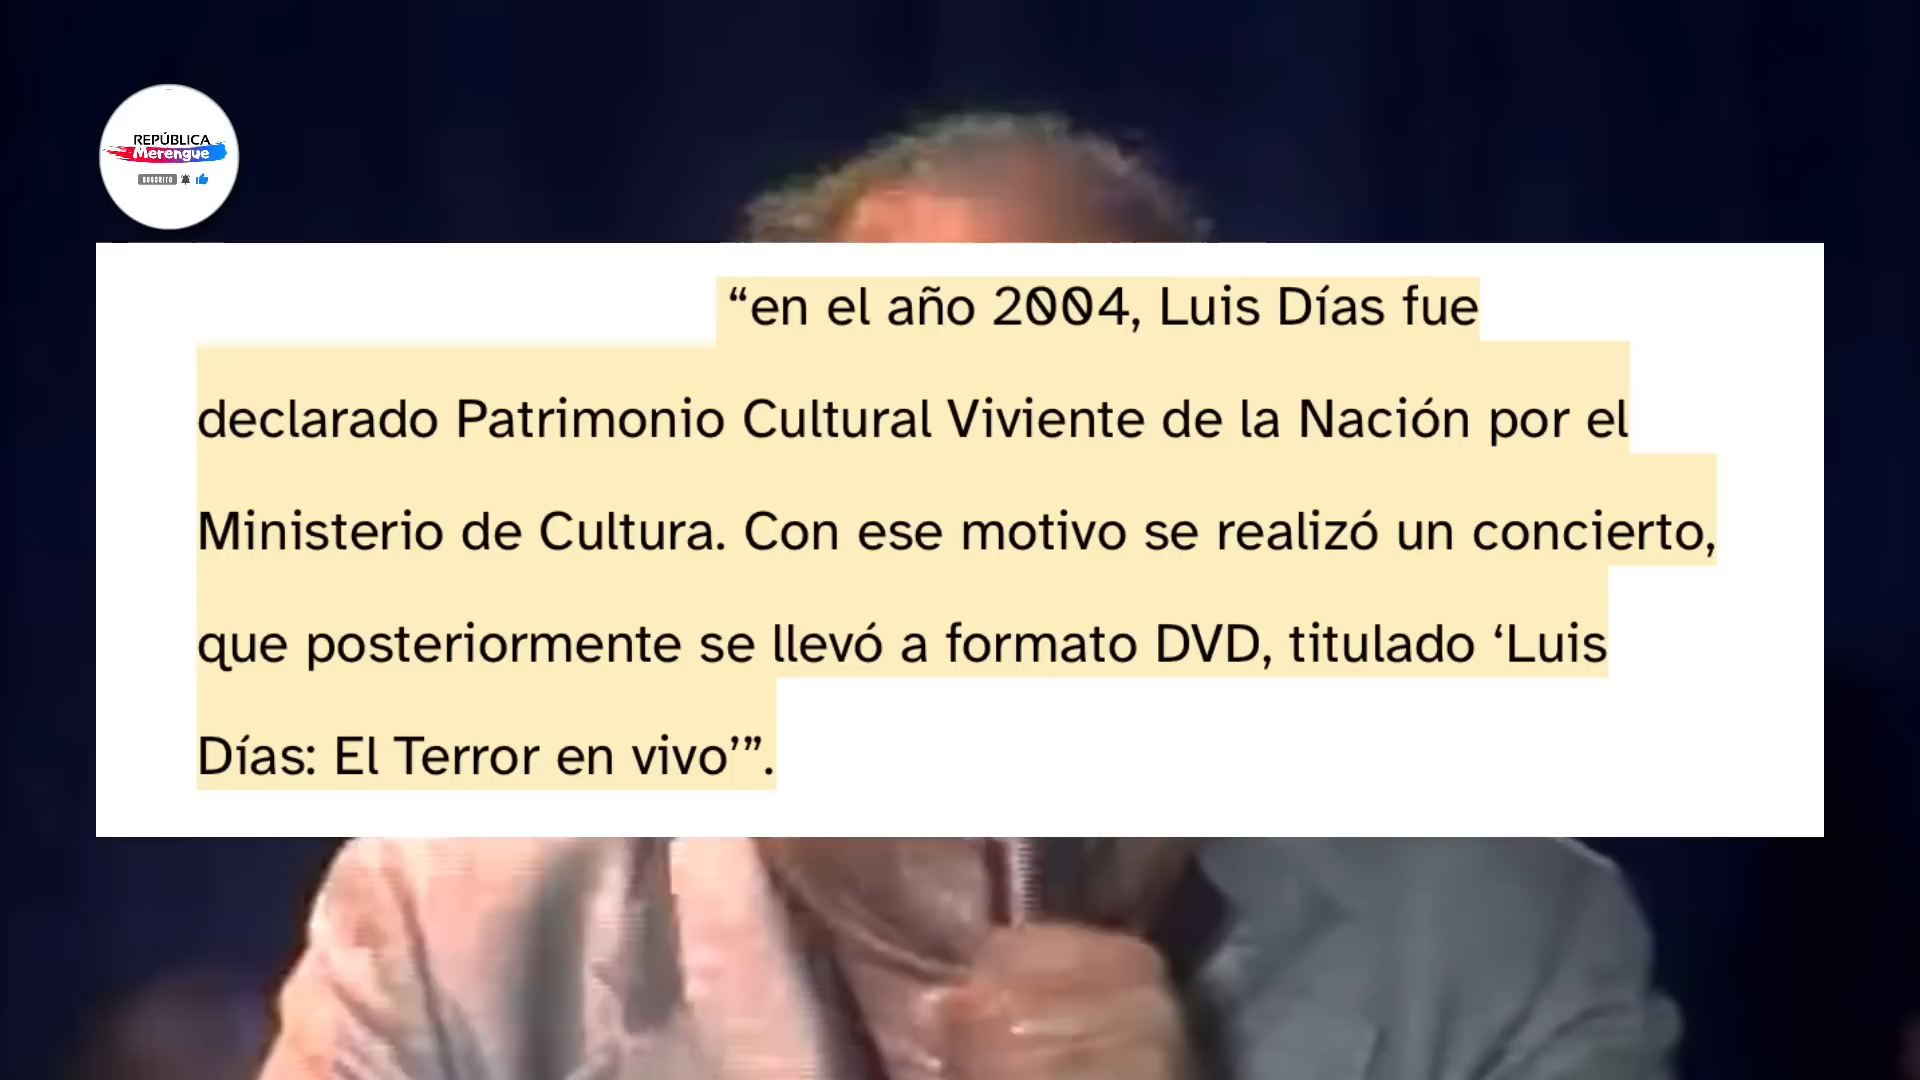 REPÚBLICA
Merengue
SUSCRITO
“en el año 2004, Luis Días fue
declarado Patrimonio Cultural Viviente de la Nación por el
Ministerio de Cultura. Con ese motivo se realizó un concierto,
que posteriormente se llevó a formato DVD, titulado ‘Luis
Días: El Terror en vivo’”.